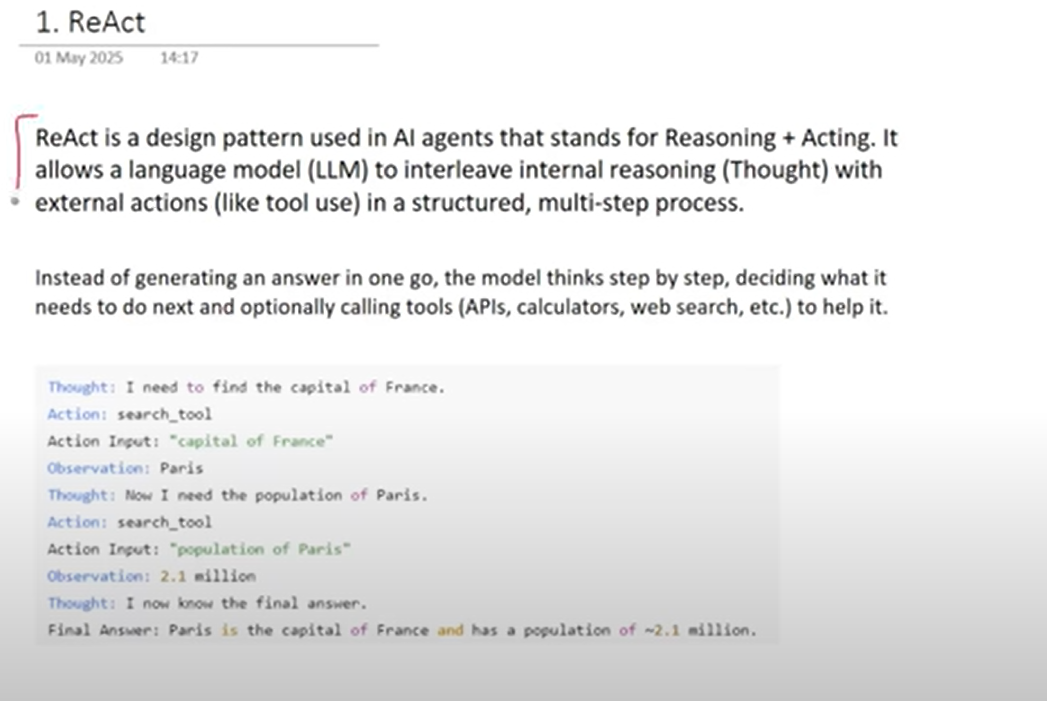 1. ReAct
01 May 2025 14:17
ReAct is a design pattern used in AI agents that stands for Reasoning + Acting. It
allows a language model (LLM) to interleave internal reasoning (Thought) with
external actions (like tool use) in a structured, multi-step process.
Instead of generating an answer in one go, the model thinks step by step, deciding what it
needs to do next and optionally calling tools (APIs, calculators, web search, etc.) to help it.
Thought: I need to find the capital of France.
Action: search_tool
Action Input: "capital of France"
Observation: Paris
Thought: Now I need the population of Paris.
Action: search_tool
Action Input: "population of Paris"
Observation: 2.1 million
Thought: I now know the final answer.
Final Answer: Paris is the capital of France and has a population of ~2.1 million.